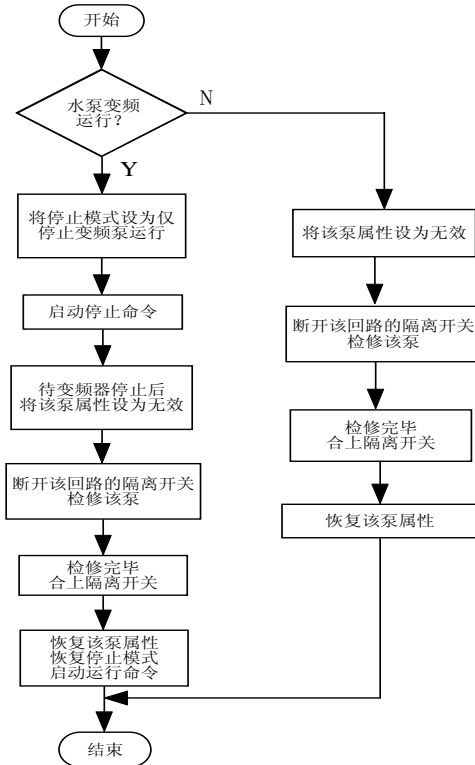 开始
水泵变频
运行?
N
Y
将停止模式设为仅
停止变频泵运行
启动停止命令
待变频器停止后
将该泵属性设为无效
断开该回路的隔离开关
检修该泵
检修完毕
合上隔离开关
恢复该泵属性
恢复停止模式
启动运行命令
将该泵属性设为无效
断开该回路的隔离开关
检修该泵
检修完毕
合上隔离开关
恢复该泵属性
结束